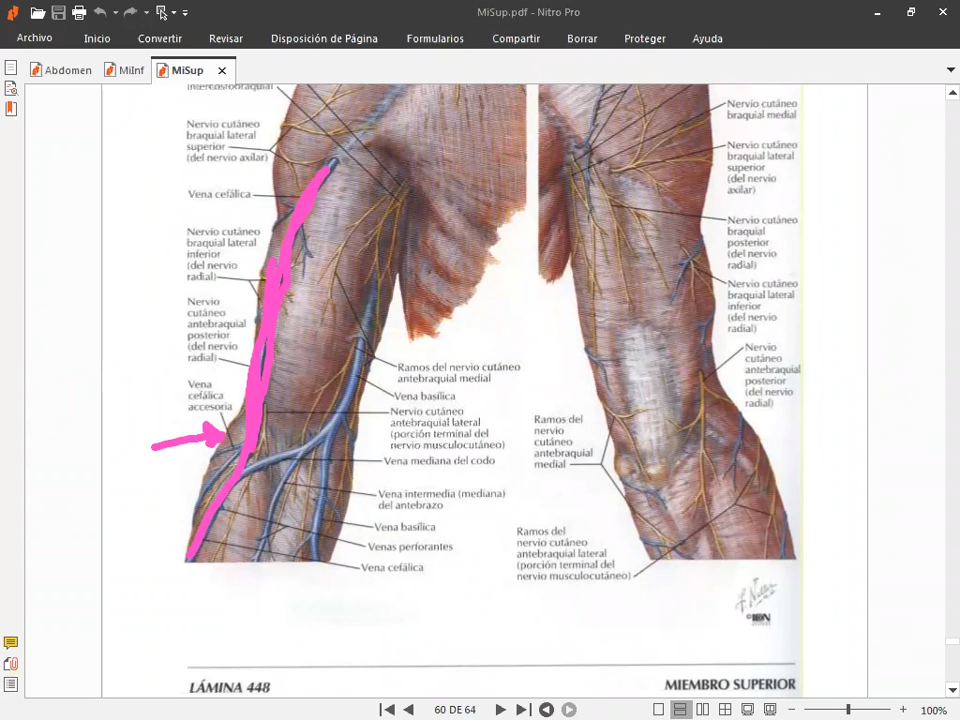 MiSup.pdf - Nitro Pro
Archivo
Inicio
Convertir
Revisar
Disposición de Página
Formularios
Compartir
Borrar
Proteger
Ayuda
Abdomen
MiInf
MiSup
Nervio cutáneo
braquial lateral
superior
(del nervio axilar)
Vena cefálica
Nervio cutáneo
braquial lateral
inferior
(del nervio
radial)
Nervio
cutáneo
antebraquial
posterior
(del nervio
radial)
Vena
cefálica
accesoria
Ramos del nervio cutáneo
antebraquial medial
Vena basílica
Nervio cutáneo
antebraquial lateral
(porción terminal del
nervio musculocutáneo)
Vena mediana del codo
Vena intermedia (mediana)
del antebrazo
Vena basílica
Venas perforantes
Vena cefálica
Nervio cutáneo
braquial medial
Nervio cutáneo
braquial lateral
superior
(del nervio
axilar)
Nervio cutáneo
braquial
posterior
(del nervio
radial)
Nervio cutáneo
braquial lateral
inferior
(del nervio
radial)
Nervio
cutáneo
antebraquial
posterior
(del nervio
radial)
Ramos del
nervio
cutáneo
antebraquial
medial
Ramos del
nervio cutáneo
antebraquial lateral
(porción terminal del
nervio musculocutáneo)
LÁMINA 448
MIEMBRO SUPERIOR
60 DE 64
100%